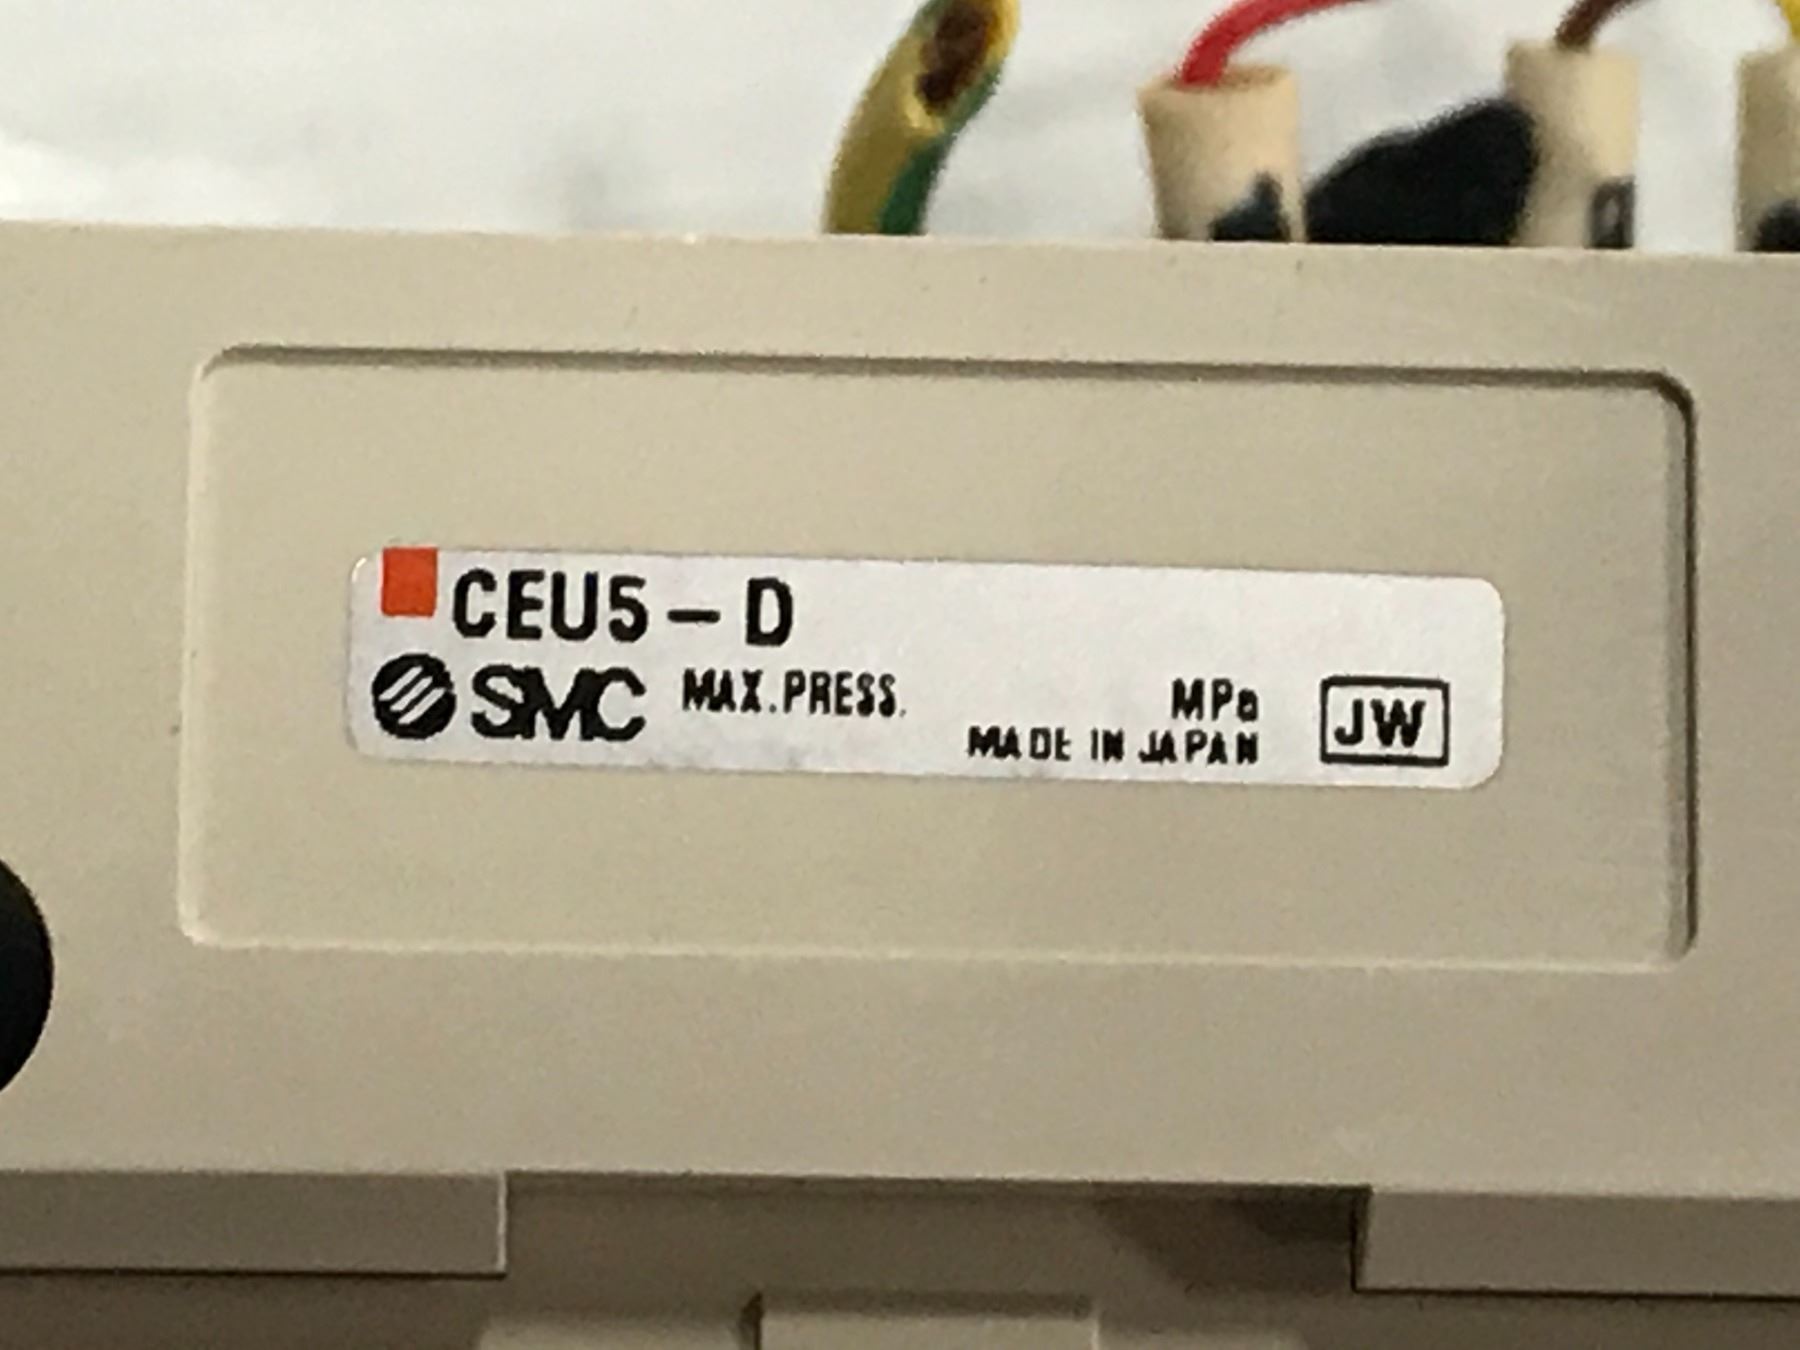 CEU5-D
SMC MAX.PRESS. MPa
MADE IN JAPAN
JW